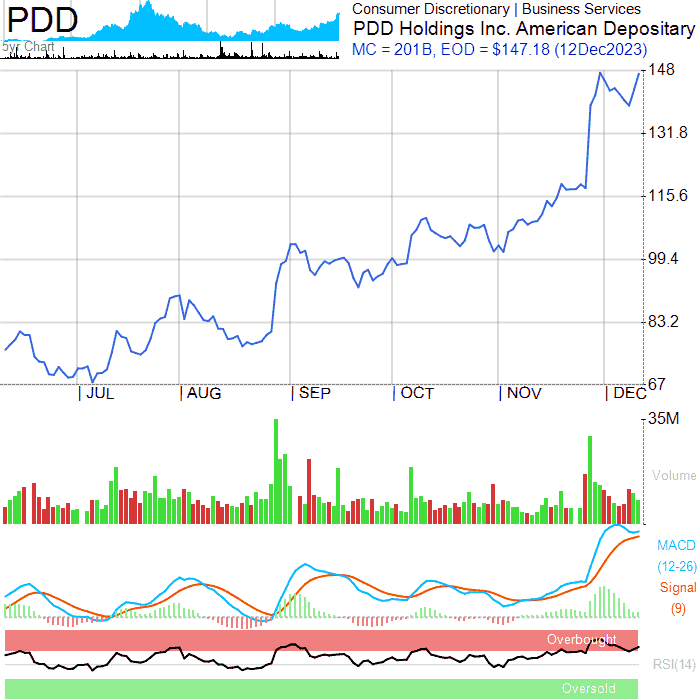 PDD
5yr Chart
Consumer Discretionary | Business Services
PDD Holdings Inc. American Depositary
MC = 201B, EOD = $147.18 (12Dec2023)
148
131.8
115.6
99.4
83.2
67
JUL
AUG
SEP
OCT
NOV
DEC
35M
Volume
MACD
(12-26)
Signal
(9)
Overbought
RSI(14)
Oversold